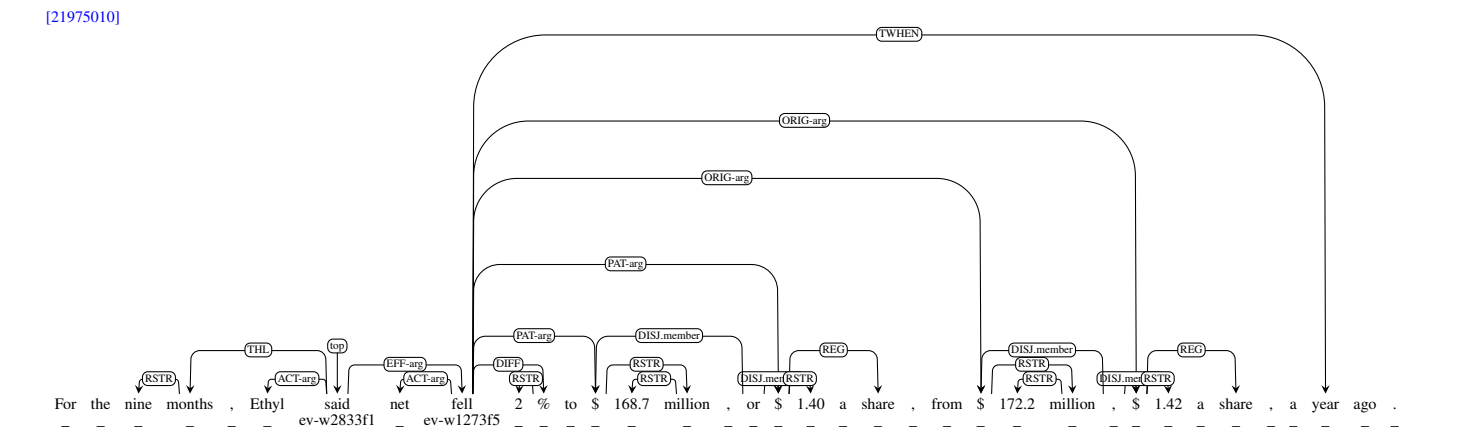 [21975010]
TWHEN
ORIG-arg
ORIG-arg
PAT-arg
PAT-arg DISJ.member
THL top REG DISJ.member REG
EFF-arg DIFF RSTR RSTR
RSTR ACT-arg ACT-arg RSTR RSTR RSTR RSTR RSTR
For the nine months , Ethyl said net fell 2 % to $ 168.7 million , or $ 1.40 a share , from $ 172.2 million , $ 1.42 a share , a year ago .
_ _ _ _ _ _ ev-w2833f1 _ ev-w1273f5 _ _ _ _ _ _ _ _ _ _ _ _ _ _ _ _ _ _ _ _ _ _ _ _ _ _ _